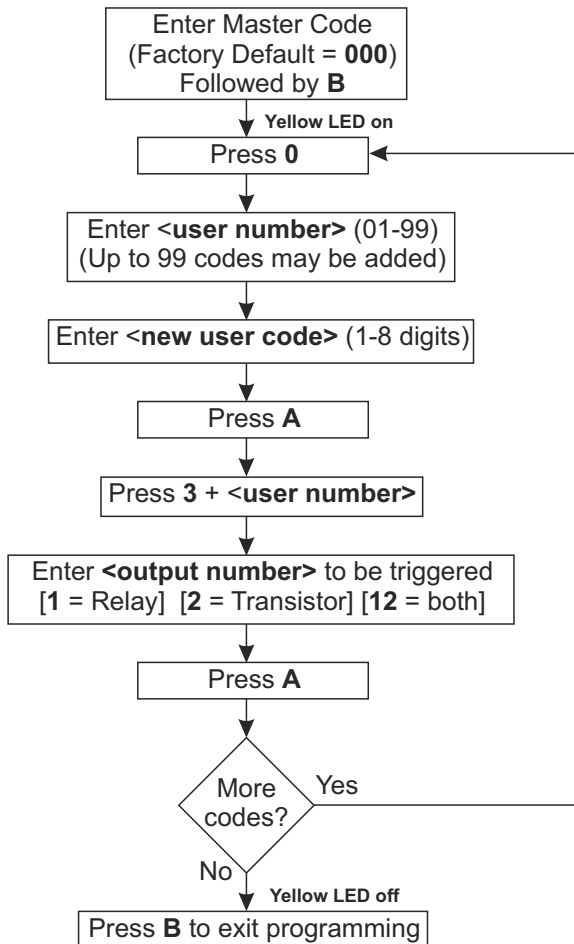 Enter Master Code
(Factory Default = 000)
Followed by B
Yellow LED on
Press 0
Enter <user number> (01-99)
(Up to 99 codes may be added)
Enter <new user code> (1-8 digits)
Press A
Press 3 + <user number>
Enter <output number> to be triggered
[1 = Relay] [2 = Transistor] [12 = both]
Press A
More
codes?
Yes
No
Yellow LED off
Press B to exit programming